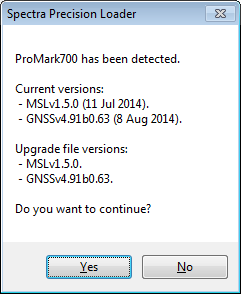 Spectra Precision Loader
ProMark700 has been detected.
Current versions:
- MSLv1.5.0 (11 Jul 2014).
- GNSSv4.91b0.63 (8 Aug 2014).
Upgrade file versions:
- MSLv1.5.0.
- GNSSv4.91b0.63.
Do you want to continue?
Yes
No